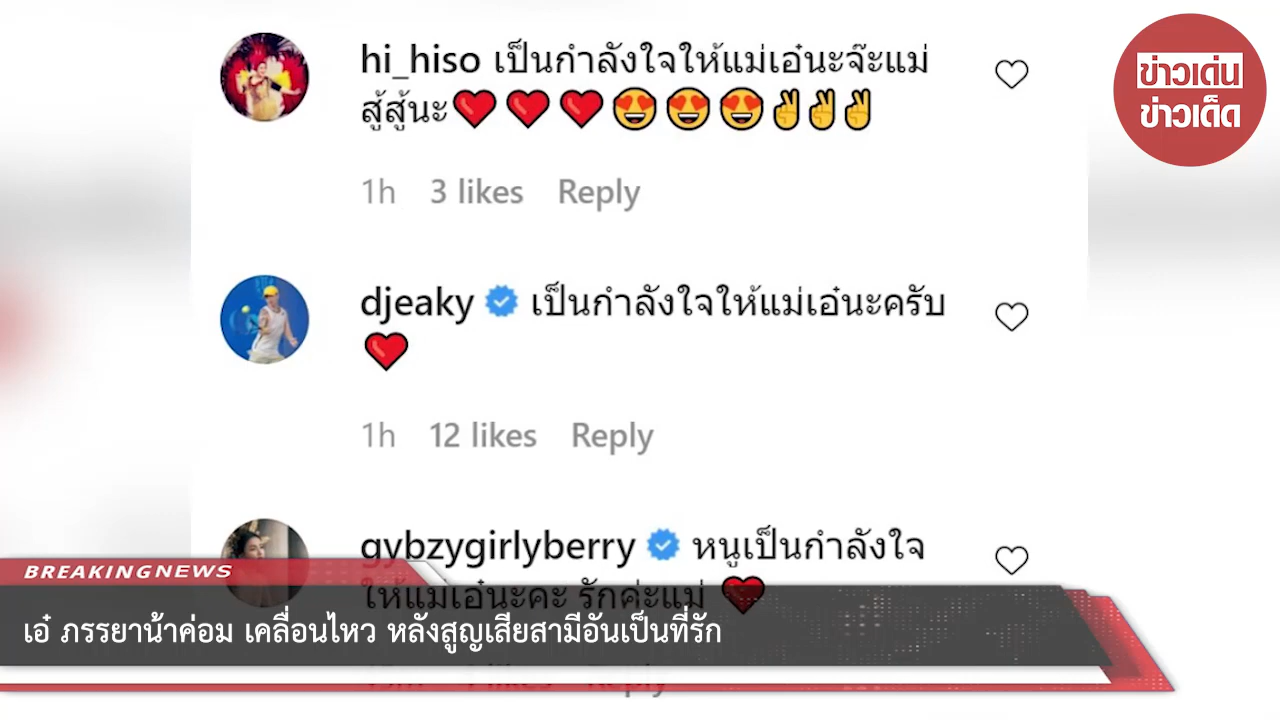 hi_hiso เป็นกำลังใจให้แม่เอ๋นะจ๊ะแม่
สู้สู้นะ❤️❤️❤️😍😍😍✌️✌️✌️
1h 3 likes Reply
ข่าวเด่น
ข่าวเด็ด
djeaky เป็นกำลังใจให้แม่เอ๋นะครับ
❤️
1h 12 likes Reply
gybzygirlyberry หนูเป็นกำลังใจ
ให้แม่เอ๋นะคะ รักค่ะแม่ ❤️
BREAKING NEWS
เอ๋ ภรรยาน้าค่อม เคลื่อนไหว หลังสูญเสียสามีอันเป็นที่รัก
Reply